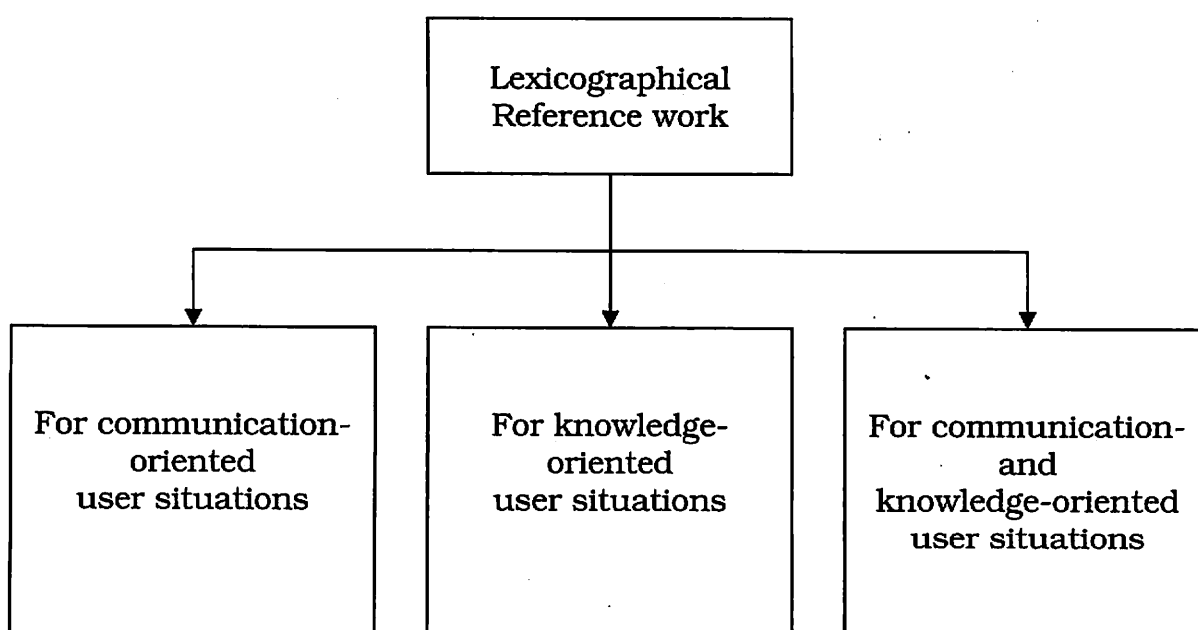 Lexicographical
Reference work
For communication-
oriented
user situations
For knowledge-
oriented
user situations
For communication-
and
knowledge-oriented
user situations